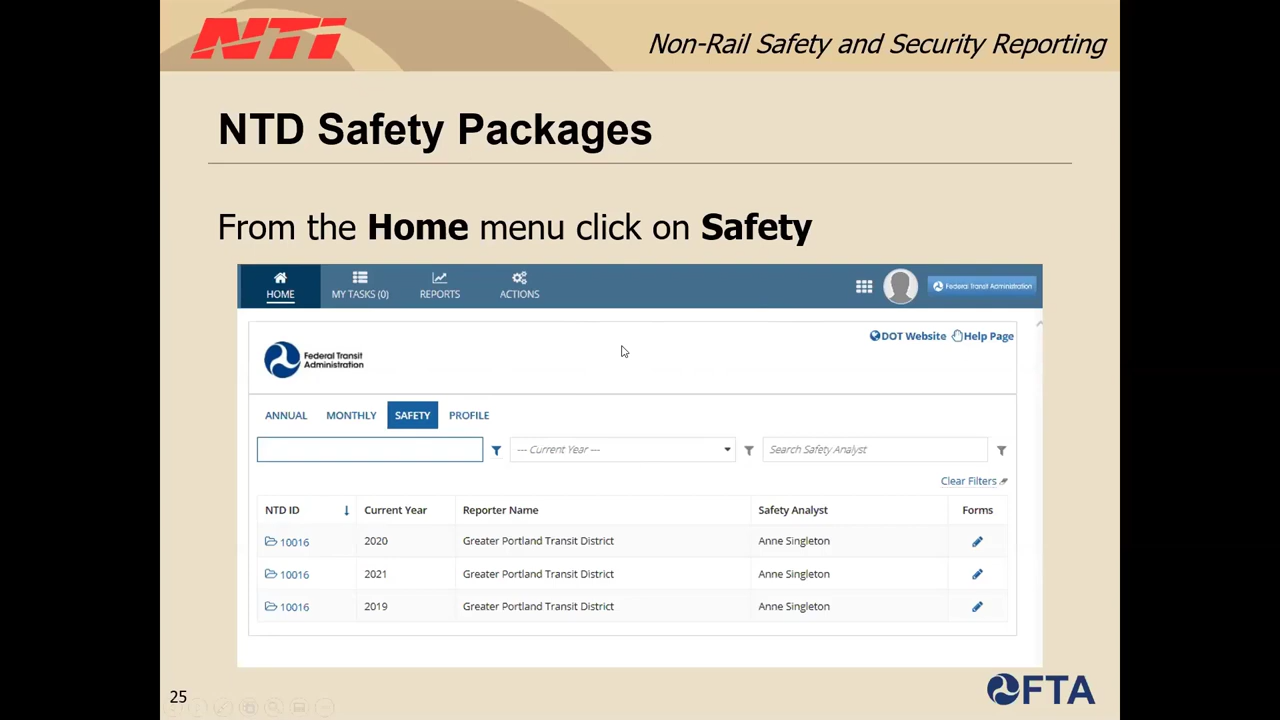 NTI
Non-Rail Safety and Security Reporting
NTD Safety Packages
From the Home menu click on Safety
HOME
MY TASKS (0)
REPORTS
ACTIONS
Federal Transit Administration
DOT Website Help Page
Federal Transit
Administration
ANNUAL MONTHLY SAFETY PROFILE
--- Current Year ---
Search Safety Analyst
Clear Filters
NTD ID Current Year Reporter Name Safety Analyst Forms
10016 2020 Greater Portland Transit District Anne Singleton
10016 2021 Greater Portland Transit District Anne Singleton
10016 2019 Greater Portland Transit District Anne Singleton
25
FTA